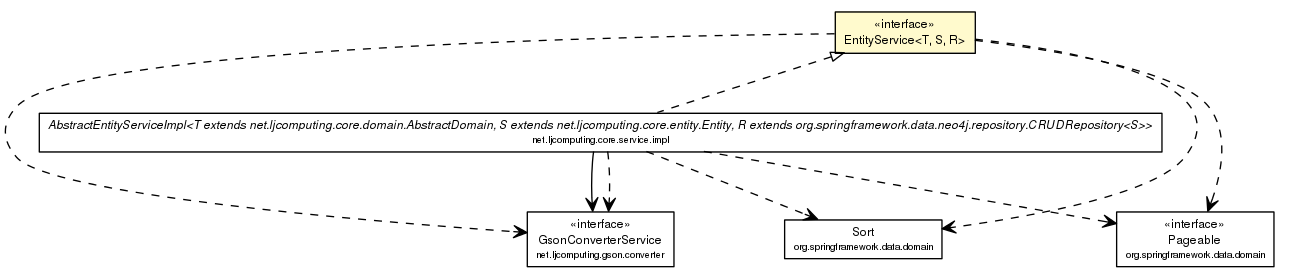 «interface»
EntityService<T, S, R>
AbstractEntityServiceImpl<T extends net.ljcomputing.core.domain.AbstractDomain, S extends net.ljcomputing.core.entity.Entity, R extends org.springframework.data.neo4j.repository.CRUDRepository<S>>
net.ljcomputing.core.service.impl
«interface»
GsonConverterService
net.ljcomputing.gson.converter
Sort
org.springframework.data.domain
«interface»
Pageable
org.springframework.data.domain